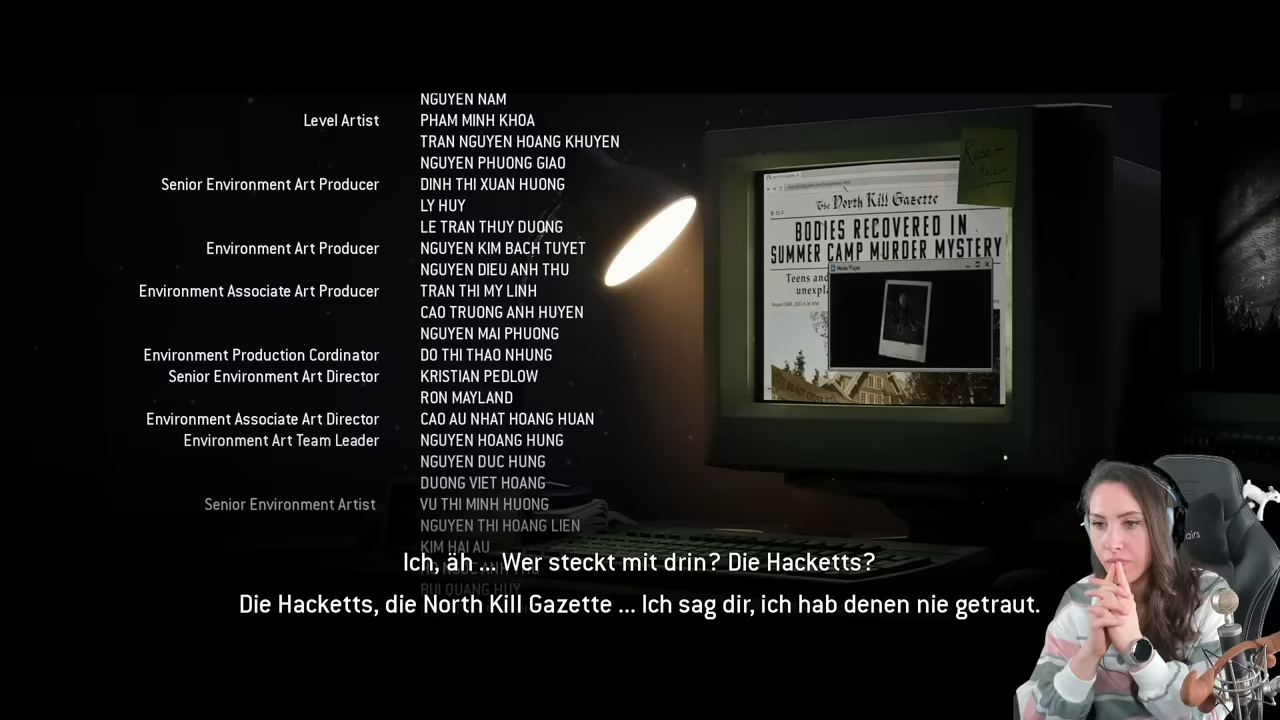 NGUYEN NAM
Level Artist PHAM MINH KHOA
TRAN NGUYEN HOANG KHUYEN
NGUYEN PHUONG GIAO
Senior Environment Art Producer DINH THI XUAN HUONG
LY HUY
LE TRAN THUY DUONG
Environment Art Producer NGUYEN KIM BACH TUYET
NGUYEN DIEU ANH THU
Environment Associate Art Producer TRAN THI MY LINH
CAO TRUONG ANH HUYEN
NGUYEN MAI PHUONG
Environment Production Cordinator DO THI THAO NHUNG
Senior Environment Art Director KRISTIAN PEDLOW
RON MAYLAND
Environment Associate Art Director CAO AU NHAT HOANG HUAN
Environment Art Team Leader NGUYEN HOANG HUNG
NGUYEN DUC HUNG
DUONG VIET HOANG
Senior Environment Artist VU THI MINH HUONG
NGUYEN THI HOANG LIEN
KIM HAI AU
BUI QUANG HUY
The North Kill Gazette
BODIES RECOVERED IN
SUMMER CAMP MURDER MYSTERY
Teens and
Media Player
Ich, äh ... Wer steckt mit drin? Die Hacketts?
Die Hacketts, die North Kill Gazette ... Ich sag dir, ich hab denen nie getraut.